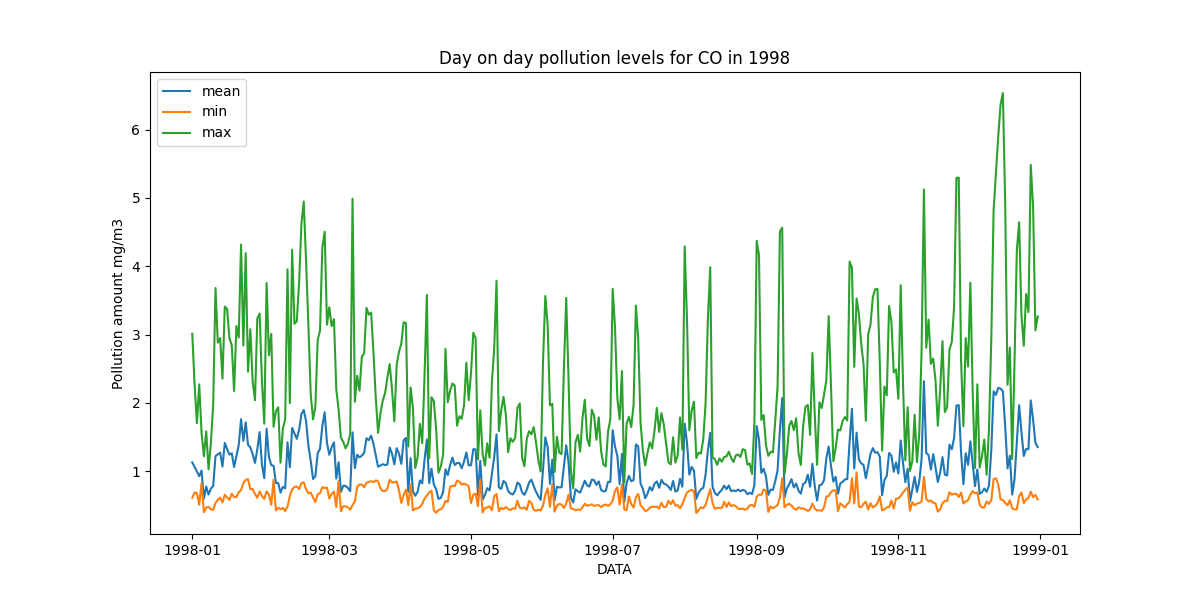 Day on day pollution levels for CO in 1998
mean
min
max
Pollution amount mg/m3
6
5
4
3
2
1
1998-01
1998-03
1998-05
1998-07
1998-09
1998-11
1999-01
DATA